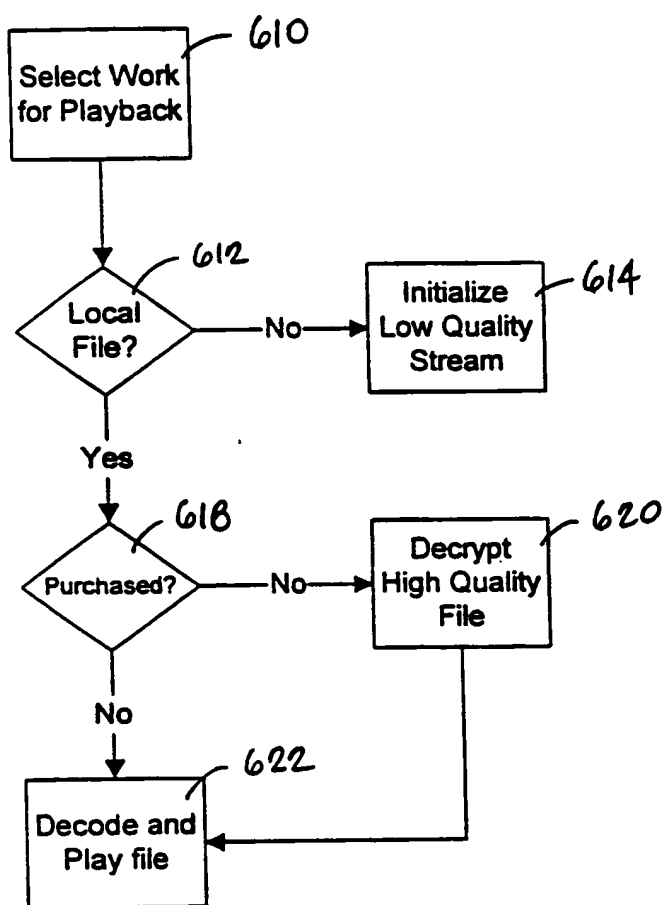 610
Select Work
for Playback
612
Local
File?
No
Initialize
Low Quality
Stream
614
Yes
618
Purchased?
No
Decrypt
High Quality
File
620
No
622
Decode and
Play file